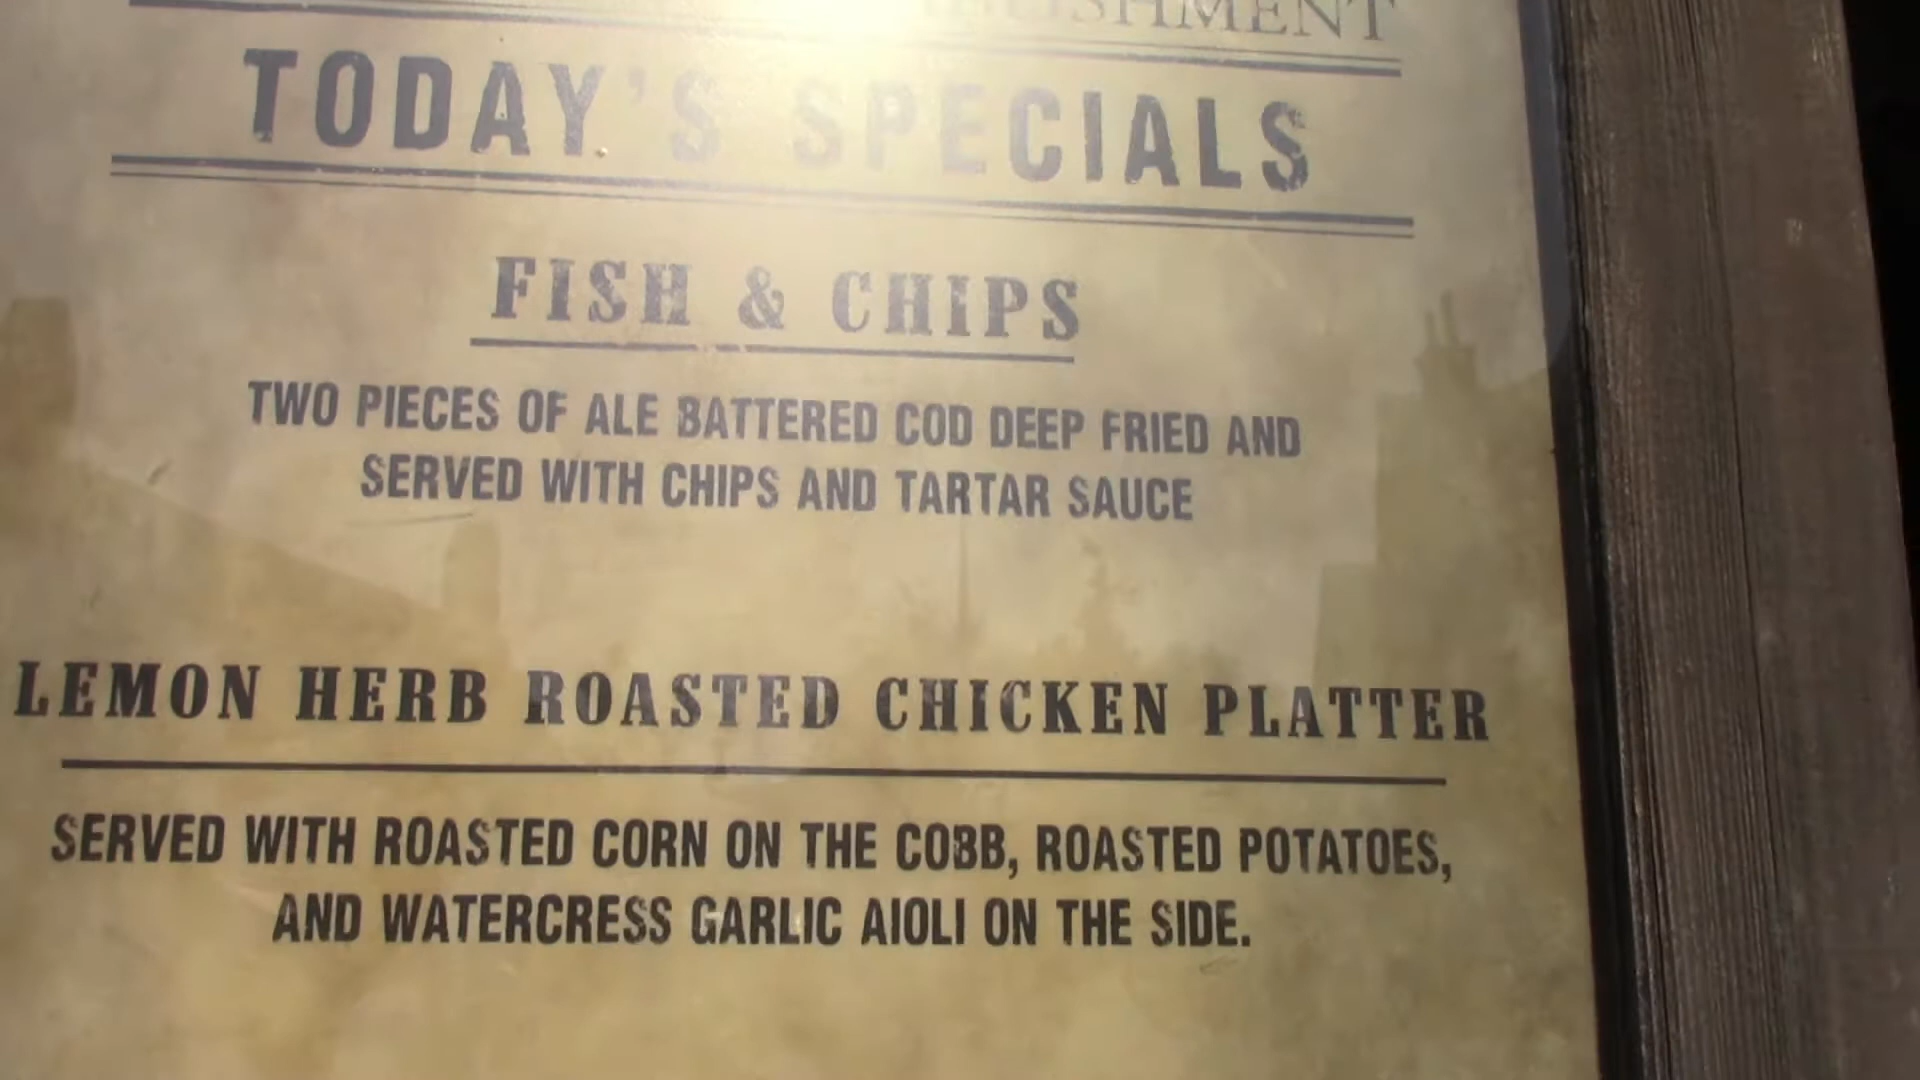 TODAY'S SPECIALS
FISH & CHIPS
TWO PIECES OF ALE BATTERED COD DEEP FRIED AND
SERVED WITH CHIPS AND TARTAR SAUCE
LEMON HERB ROASTED CHICKEN PLATTER
SERVED WITH ROASTED CORN ON THE COBB, ROASTED POTATOES,
AND WATERCRESS GARLIC AIOLI ON THE SIDE.